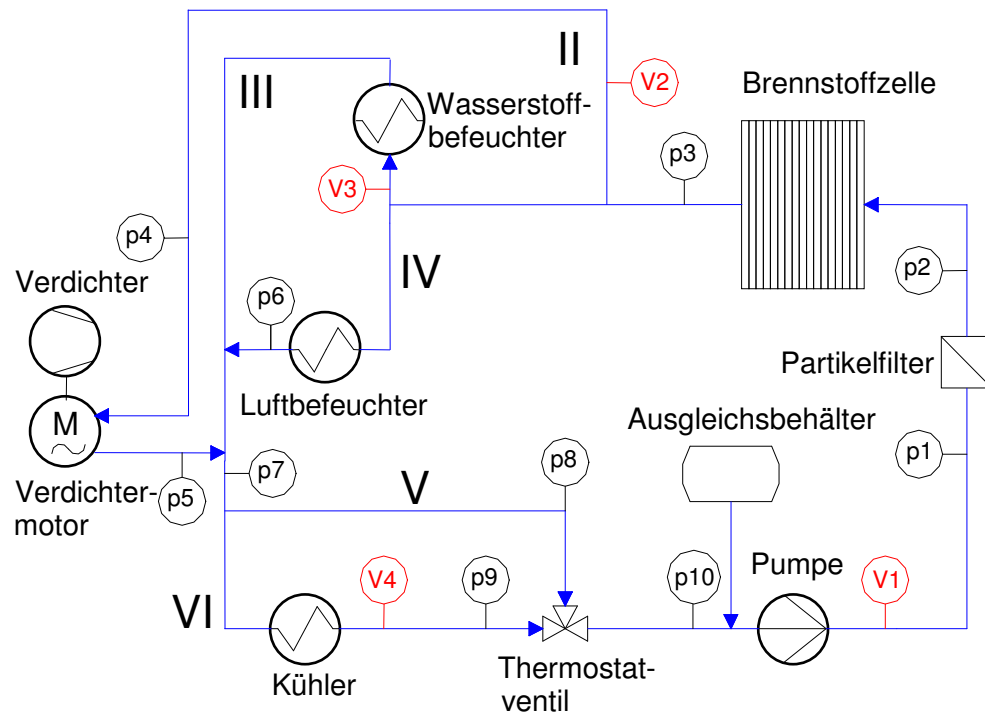 II
III
V2
Brennstoffzelle
Wasserstoff-
befeuchter
p3
V3
p4
IV
p2
Verdichter
p6
Partikelfilter
Luftbefeuchter
M
Ausgleichsbehälter
p1
p7
p8
V
p5
Verdichter-
motor
Pumpe
V4
p9
p10
V1
VI
Kühler
Thermostat-
ventil